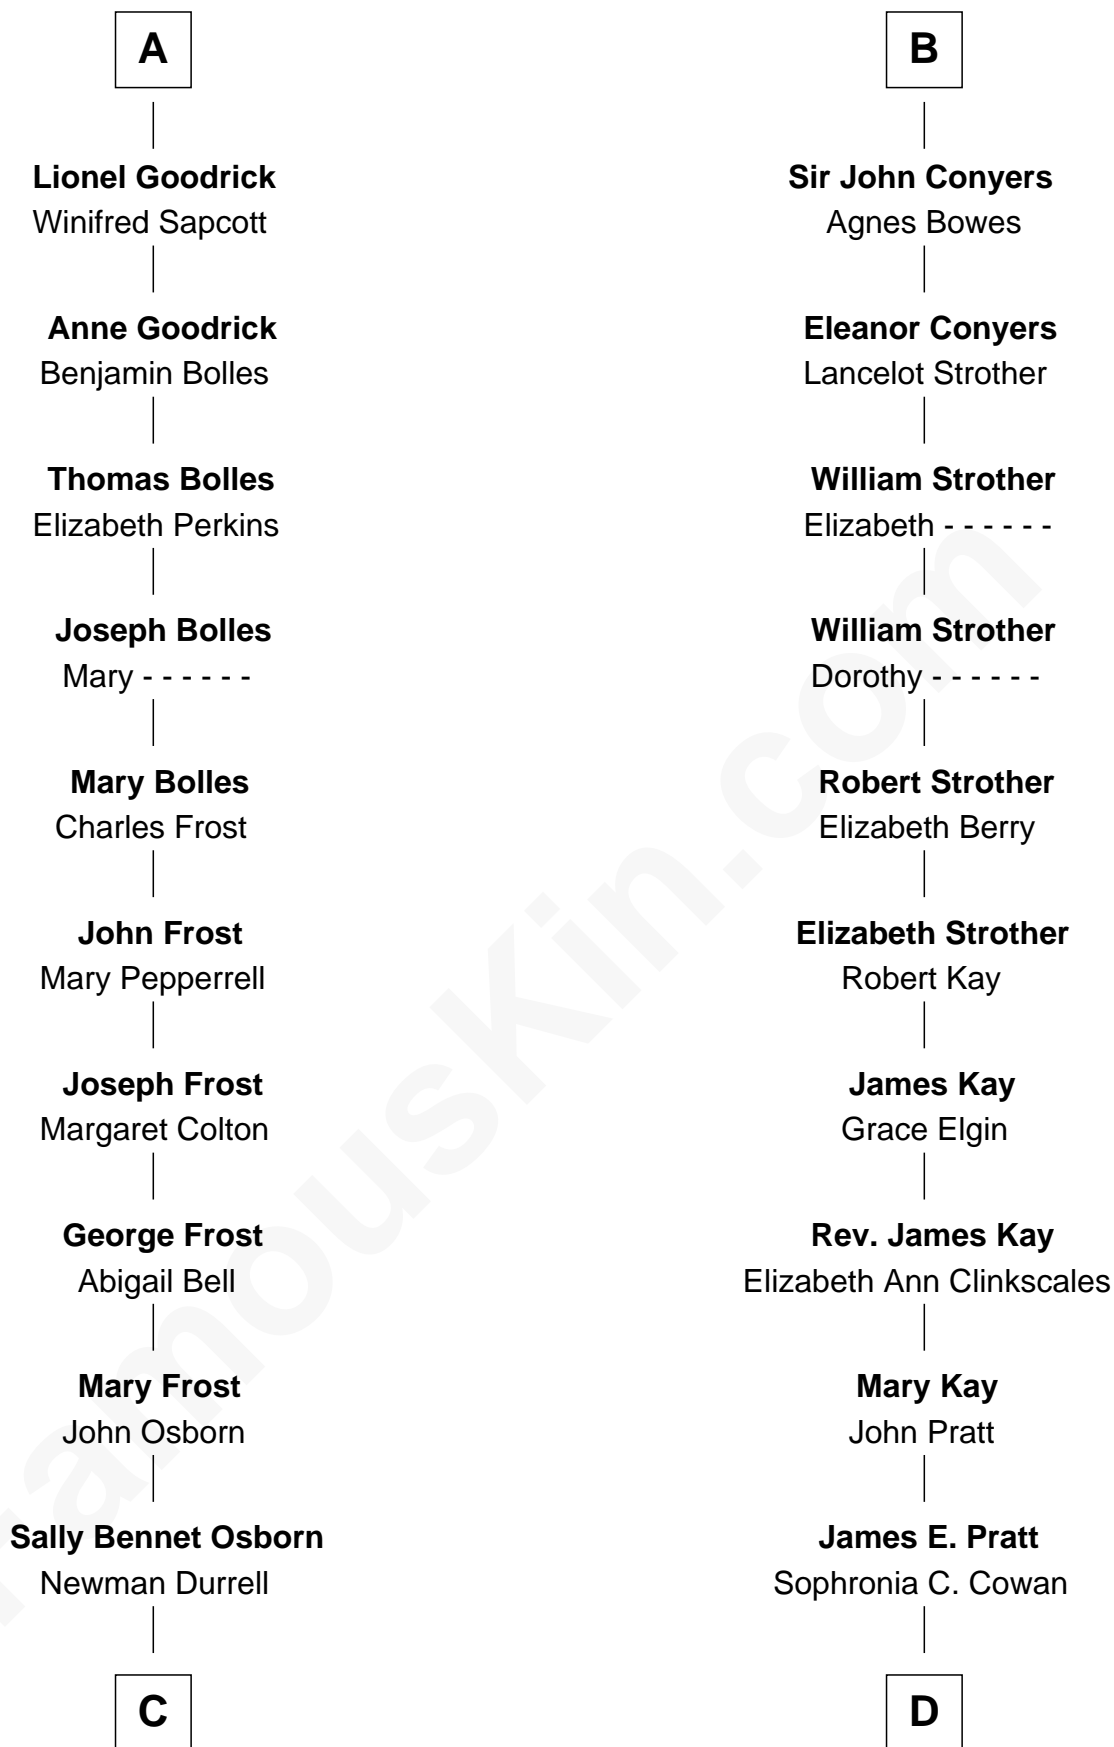 A
Lionel Goodrick
Winifred Sapcott
Anne Goodrick
Benjamin Bolles
Thomas Bolles
Elizabeth Perkins
Joseph Bolles
Mary - - - - - -
Mary Bolles
Charles Frost
John Frost
Mary Pepperrell
Joseph Frost
Margaret Colton
George Frost
Abigail Bell
Mary Frost
John Osborn
Sally Bennet Osborn
Newman Durrell
C
B
Sir John Conyers
Agnes Bowes
Eleanor Conyers
Lancelot Strother
William Strother
Elizabeth - - - - - -
William Strother
Dorothy - - - - - -
Robert Strother
Elizabeth Berry
Elizabeth Strother
Robert Kay
James Kay
Grace Elgin
Rev. James Kay
Elizabeth Ann Clinkscales
Mary Kay
John Pratt
James E. Pratt
Sophronia C. Cowan
D
FamousKin.com